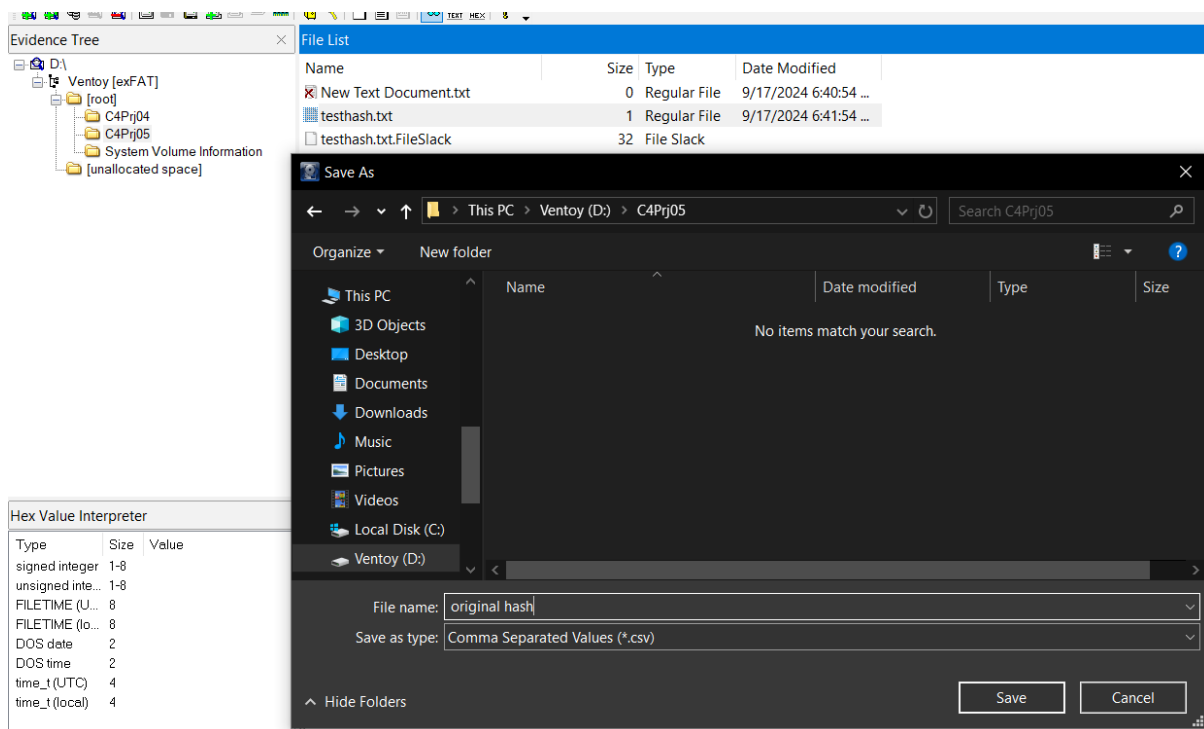 TEXT HEX
Evidence Tree
D:\
Ventoy [exFAT]
[root]
C4Prj04
C4Prj05
System Volume Information
[unallocated space]
File List
Name Size Type Date Modified
New Text Document.txt 0 Regular File 9/17/2024 6:40:54 ...
testhash.txt 1 Regular File 9/17/2024 6:41:54 ...
testhash.txt.FileSlack 32 File Slack
Save As
This PC > Ventoy (D:) > C4Prj05
Search C4Prj05
Organize
New folder
This PC
3D Objects
Desktop
Documents
Downloads
Music
Pictures
Videos
Local Disk (C:)
Ventoy (D:)
Name Date modified Type Size
No items match your search.
File name: original hash
Save as type: Comma Separated Values (*.csv)
Hide Folders
Save
Cancel
Hex Value Interpreter
Type Size Value
signed integer 1-8
unsigned inte... 1-8
FILETIME (U... 8
FILETIME (lo... 8
DOS date 2
DOS time 2
time_t (UTC) 4
time_t (local) 4